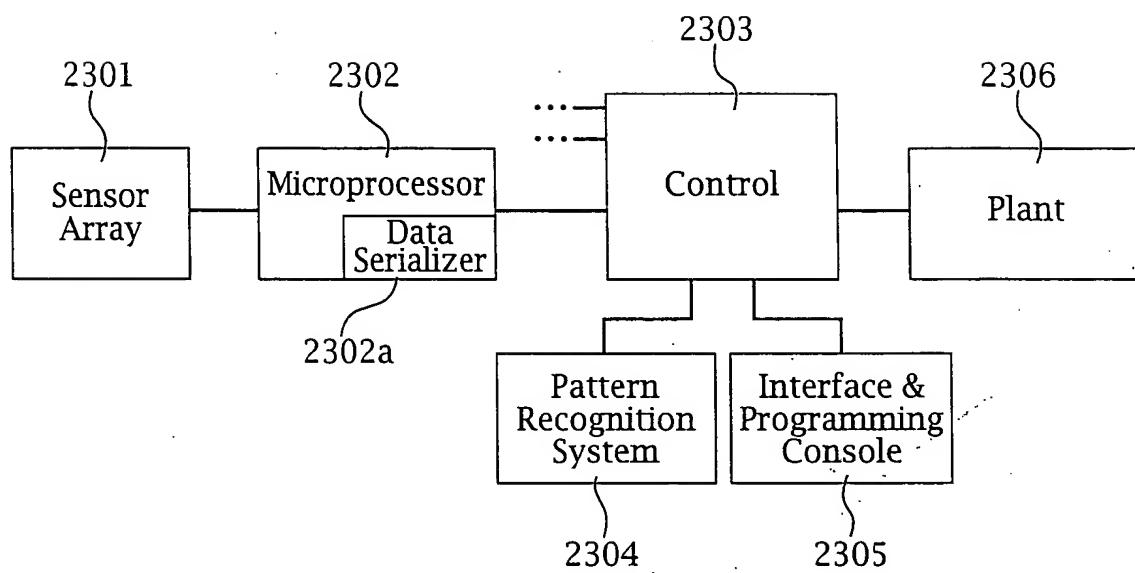 2303
2301
2302
2306
Sensor
Array
Microprocessor
Data
Serializer
Control
Plant
2302a
Pattern
Recognition
System
Interface &
Programming
Console
2304
2305